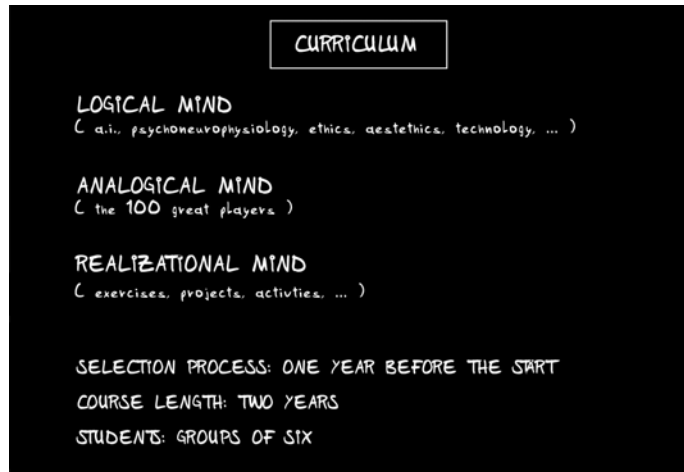 CURRICULUM
LOGICAL MIND
( a.i., psychoneurophysiology, ethics, aestethics, technology, ... )
ANALOGICAL MIND
( the 100 great players )
REALIZATIONAL MIND
( exercises, projects, activties, ... )
SELECTION PROCESS: ONE YEAR BEFORE THE START
COURSE LENGTH: TWO YEARS
STUDENTS: GROUPS OF SIX